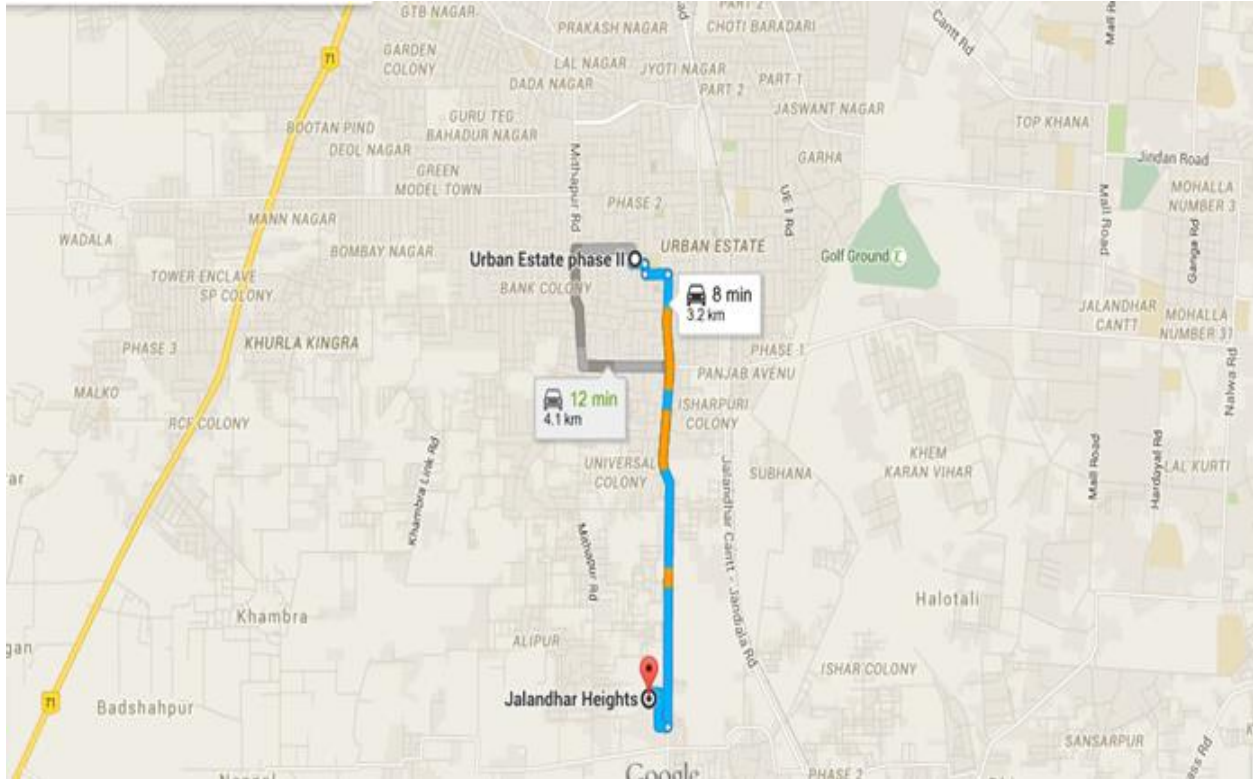 GTB NAGAR
PRAKASH NAGAR
PART 2
CHOTI BARADARI
Cantt Rd
71
GARDEN
COLONY
LAL NAGAR
JYOTI NAGAR
DADA NAGAR
PART 2
PART 1
JASWANT NAGAR
GURU TEG
BAHADUR NAGAR
BOOTAN PIND
DEOL NAGAR
TOP KHANA
GREEN
MODEL TOWN
Mithapur Rd
GARHA
Jindan Road
PHASE 2
UE 1 Rd
Mall Road
MOHALLA
NUMBER 3
MANN NAGAR
WADALA
BOMBAY NAGAR
URBAN ESTATE
Urban Estate phase II
Golf Ground
Ganga Rd
TOWER ENCLAVE
SP COLONY
BANK COLONY
8 min
3.2 km
JALANDHAR
CANTT
MOHALLA
NUMBER 31
PHASE 3
KHURLA KINGRA
PHASE 1
PANJAB AVENU
Nalwa Rd
MALKO
12 min
4.1 km
ISHARPURI
COLONY
RCF COLONY
Khambra Link Rd
UNIVERSAL
COLONY
SUBHANA
KHEM
KARAN VIHAR
Mall Road
Hardoyal Rd
LAL KURTI
Jalandhar Cantt - Jandiala Rd
Mithapur Rd
Khambra
Halotali
ALIPUR
ISHAR COLONY
Jalandhar Heights
71
Badshahpur
SANSARPUR
Google
PHASE 2